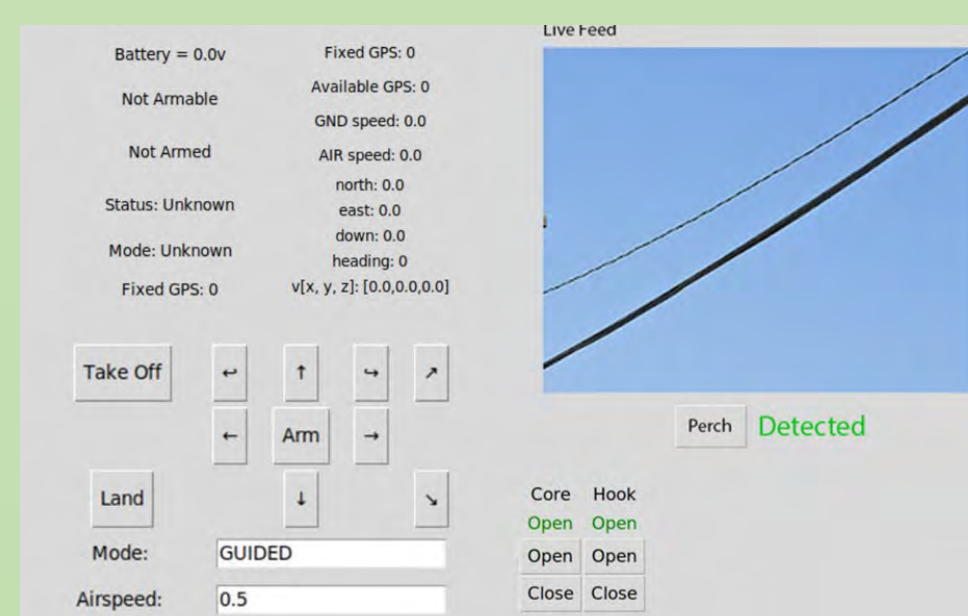 Battery = 0.0v
Not Armable
Not Armed
Status: Unknown
Mode: Unknown
Fixed GPS: 0
Fixed GPS: 0
Available GPS: 0
GND speed: 0.0
AIR speed: 0.0
north: 0.0
east: 0.0
down: 0.0
heading: 0
v[x, y, z]: [0.0,0.0,0.0]
Live Feed
Take Off ↩ ↑ ↪ ↗
← Arm →
Land ↓ ↘
Mode: GUIDED
Airspeed: 0.5
Perch Detected
Core Hook
Open Open
Open Open
Close Close